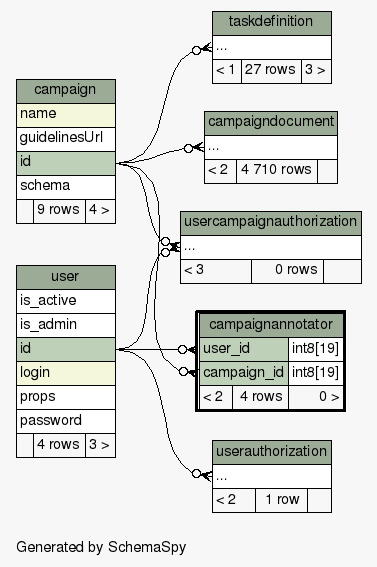 taskdefinition
...
< 1 27 rows 3 >
campaign
name
guidelinesUrl
id
schema
9 rows 4 >
campaigndocument
...
< 2 4 710 rows
usercampaignauthorization
...
< 3 0 rows
user
is_active
is_admin
id
login
props
password
4 rows 3 >
campaignannotator
user_id int8[19]
campaign_id int8[19]
< 2 4 rows 0 >
userauthorization
...
< 2 1 row
Generated by SchemaSpy